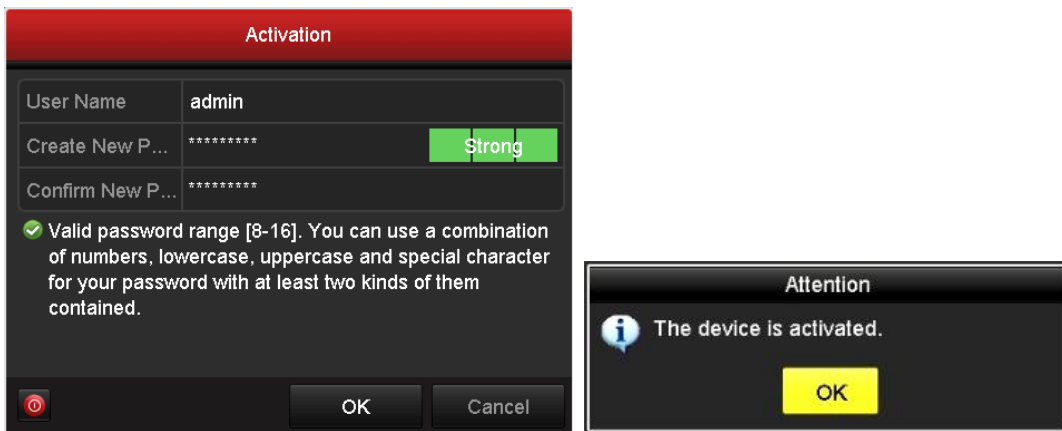 Activation
User Name admin
Create New P... ********* Strong
Confirm New P... *********
Valid password range [8-16]. You can use a combination
of numbers, lowercase, uppercase and special character
for your password with at least two kinds of them
contained.
OK Cancel
Attention
The device is activated.
OK